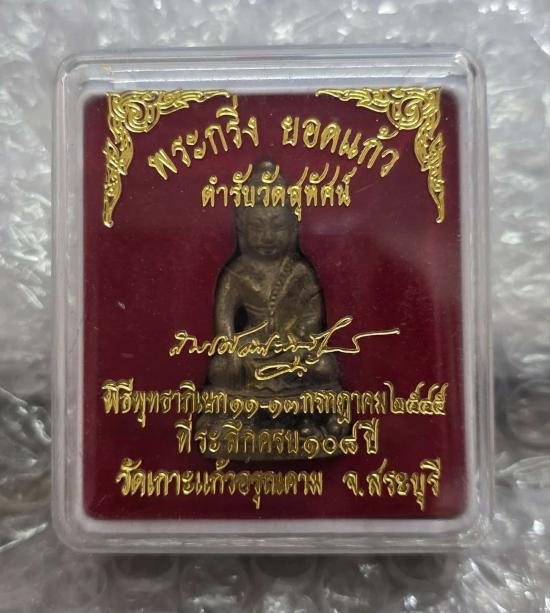 พระกริ่ง ยอดแก้ว
ตำรับวัดสุทัศน์
พิธีพุทธาภิเษก๑๑-๑๓กรกฎาคม๒๕๔๕
ที่ระลึกครบ๑๐๘ปี
วัดเกาะแก้วอรุณคาม จ.สระบุรี